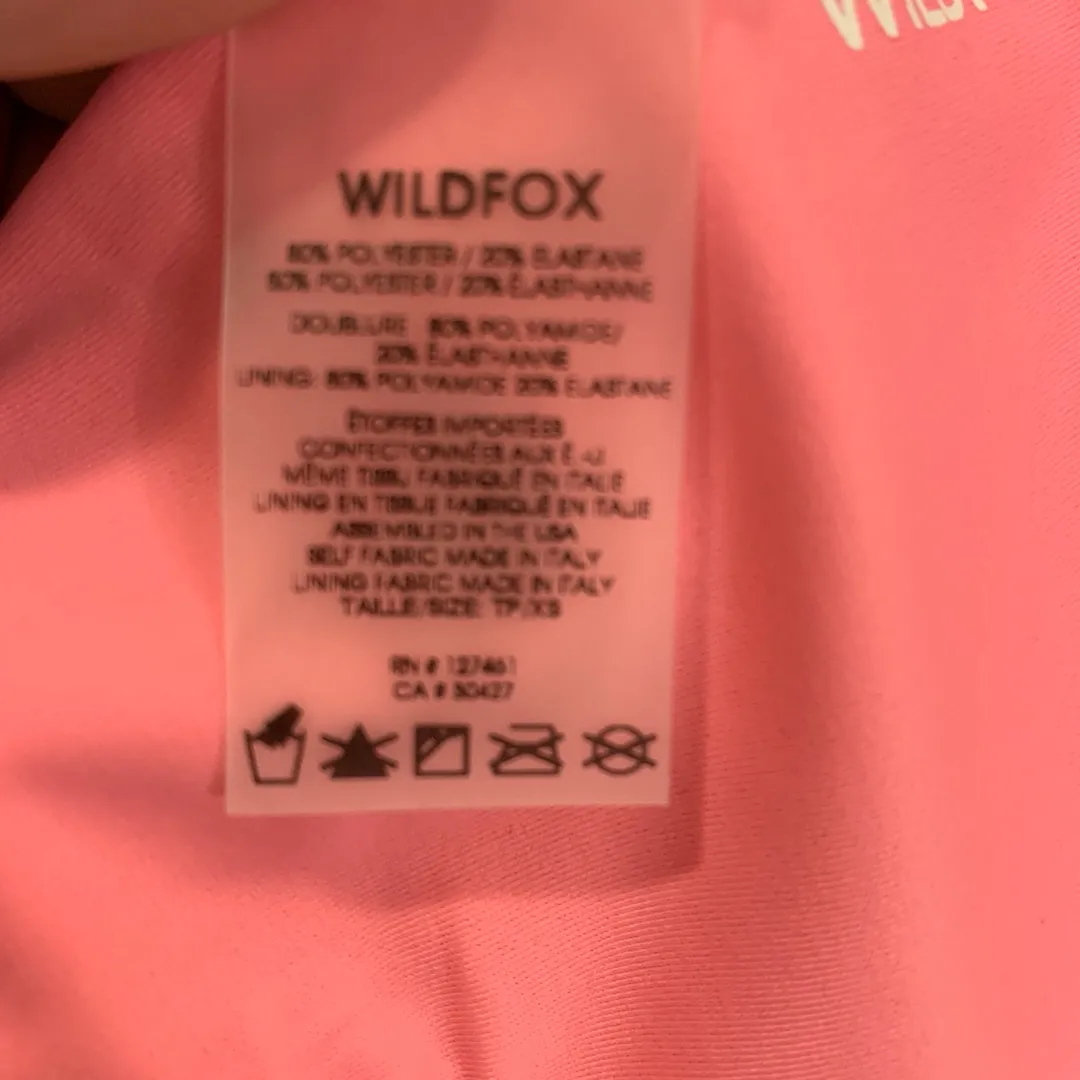 WILDFOX
80% POLYESTER / 20% ELASTANE
80% POLYESTER / 20% ÉLASTHANNE
DOUBLURE: 80% POLYAMIDE/
20% ÉLASTHANNE
LINING: 80% POLYAMIDE 20% ELASTANE
ÉTOFFES IMPORTÉES
CONFECTIONNÉES AUX É.-U
MÊME TISSU FABRIQUÉ EN ITALIE
LINING EN TISSUE FABRIQUÉ EN ITALIE
ASSEMBLED IN THE USA
SELF FABRIC MADE IN ITALY
LINING FABRIC MADE IN ITALY
TAILLE/SIZE: TP/XS
RN # 127461
CA # 30427